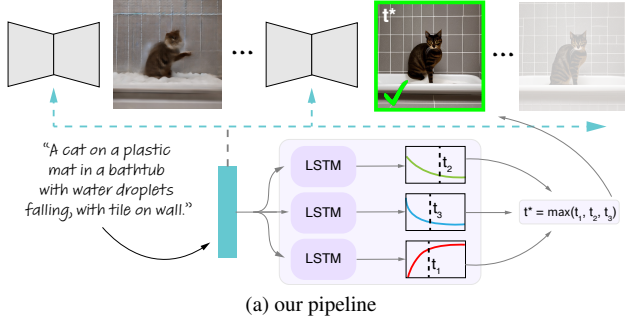 t*
...
...
"A cat on a plastic
mat in a bathtub
with water droplets
falling, with tile on wall."
LSTM
t₂
LSTM
t₃
LSTM
t₁
t* = max(t₁, t₂, t₃)
(a) our pipeline